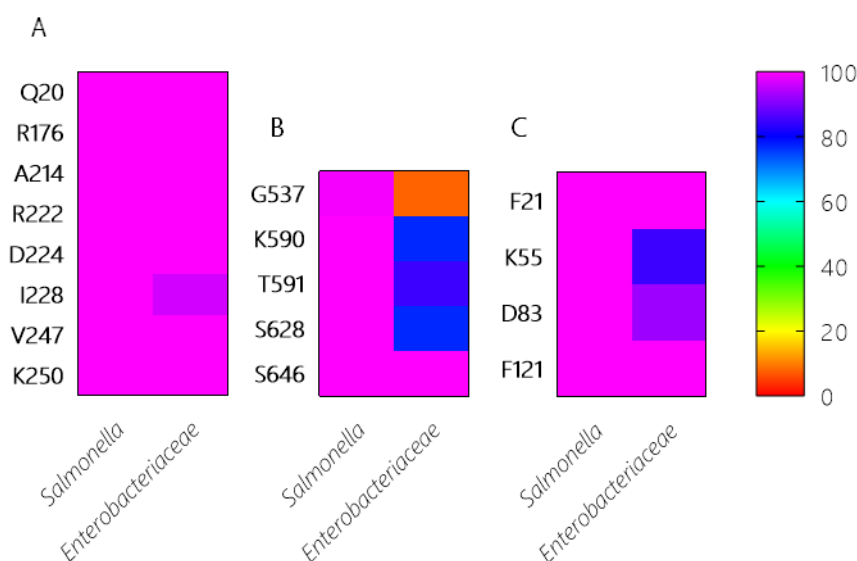 A
Q20
R176
A214
R222
D224
I228
V247
K250
Salmonella
Enterobacteriaceae
B
G537
K590
T591
S628
S646
Salmonella
Enterobacteriaceae
C
F21
K55
D83
F121
Salmonella
Enterobacteriaceae
100
80
60
40
20
0